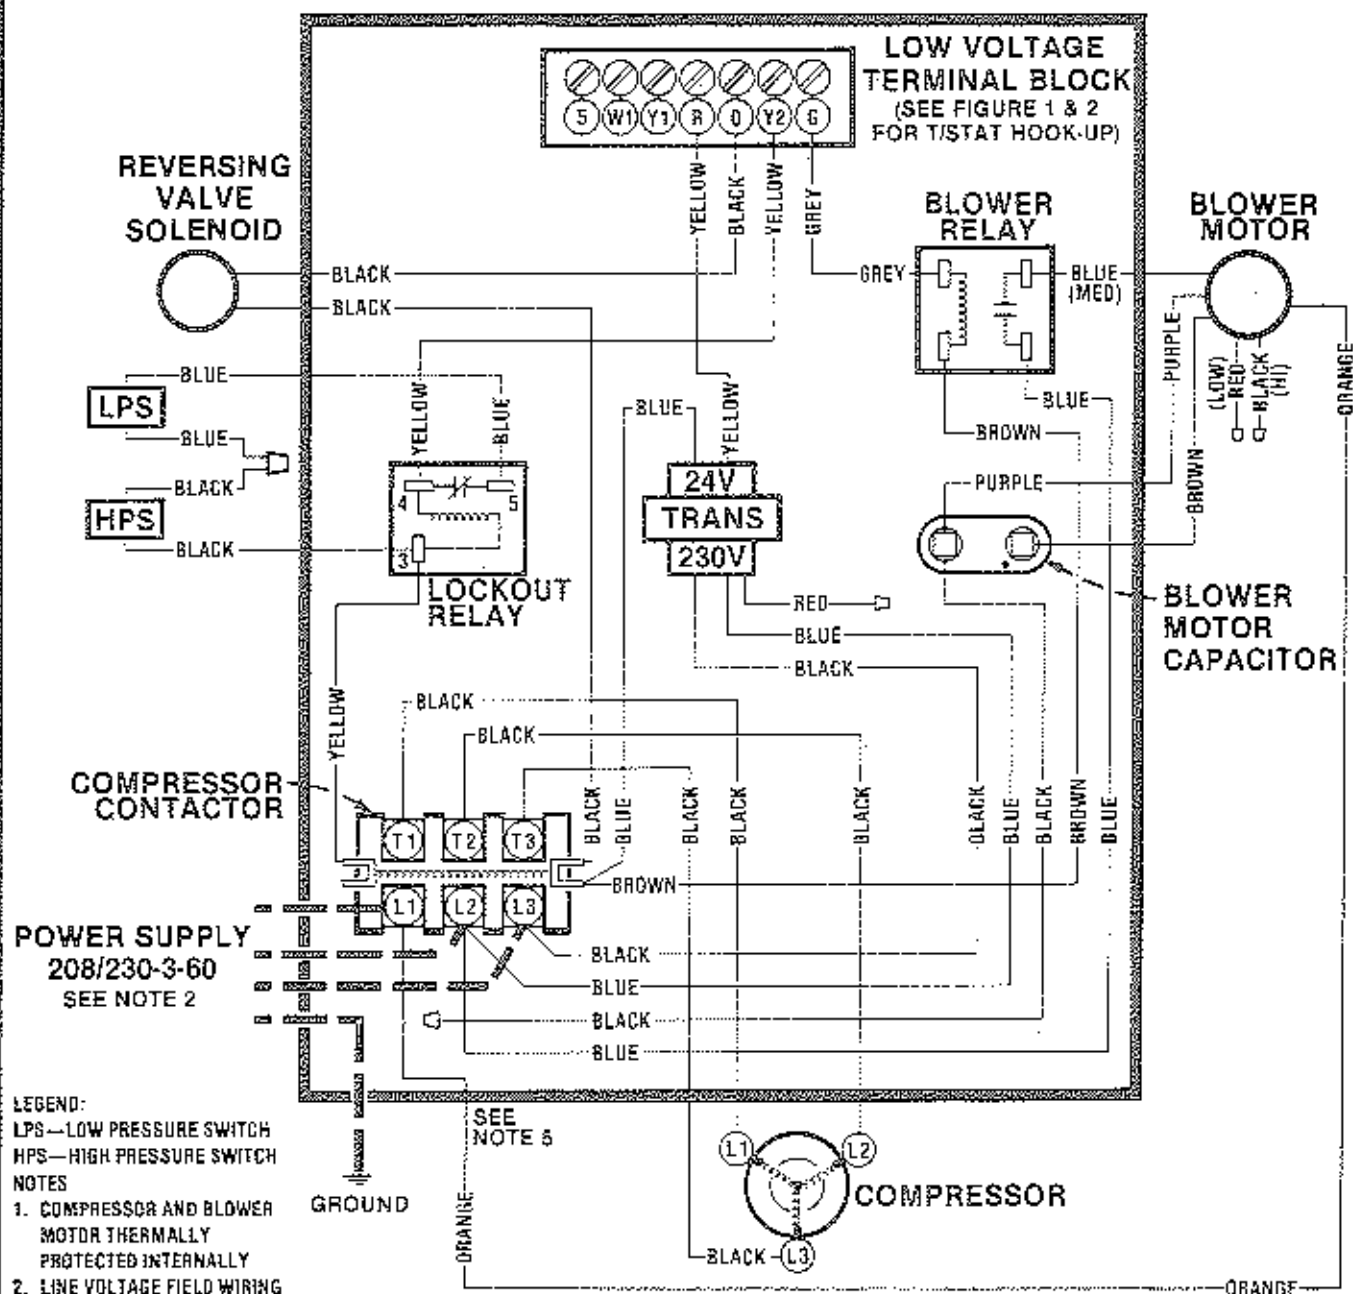 LOW VOLTAGE
TERMINAL BLOCK
(SEE FIGURE 1 & 2
FOR T/STAT HOOK-UP)
5 W1 Y1 R O Y2 G
YELLOW
BLACK
YELLOW
GREY
REVERSING
VALVE
SOLENOID
BLACK
BLACK
BLOWER
RELAY
GREY
BLUE
(MED)
BLOWER
MOTOR
PURPLE
(LOW)
RED
BLACK
(HI)
ORANGE
BLUE
LPS
BLUE
BLACK
HPS
BLACK
YELLOW
BLUE
4
5
3
LOCKOUT
RELAY
BLUE
YELLOW
24V
TRANS
230V
RED
BLUE
BLACK
BLUE
BROWN
PURPLE
BROWN
BLOWER
MOTOR
CAPACITOR
YELLOW
BLACK
BLACK
COMPRESSOR
CONTACTOR
T1 T2 T3
L1 L2 L3
BLACK
BLUE
BLACK
BLACK
BLACK
BLACK
BLUE
BLACK
BROWN
BLUE
BROWN
POWER SUPPLY
208/230-3-60
SEE NOTE 2
BLACK
BLUE
BLACK
BLUE
LEGEND:
LPS—LOW PRESSURE SWITCH
HPS—HIGH PRESSURE SWITCH
NOTES
1. COMPRESSOR AND BLOWER
MOTOR THERMALLY
PROTECTED INTERNALLY
2. LINE VOLTAGE FIELD WIRING
GROUND
SEE
NOTE 5
ORANGE
L1
L2
COMPRESSOR
BLACK
L3
ORANGE